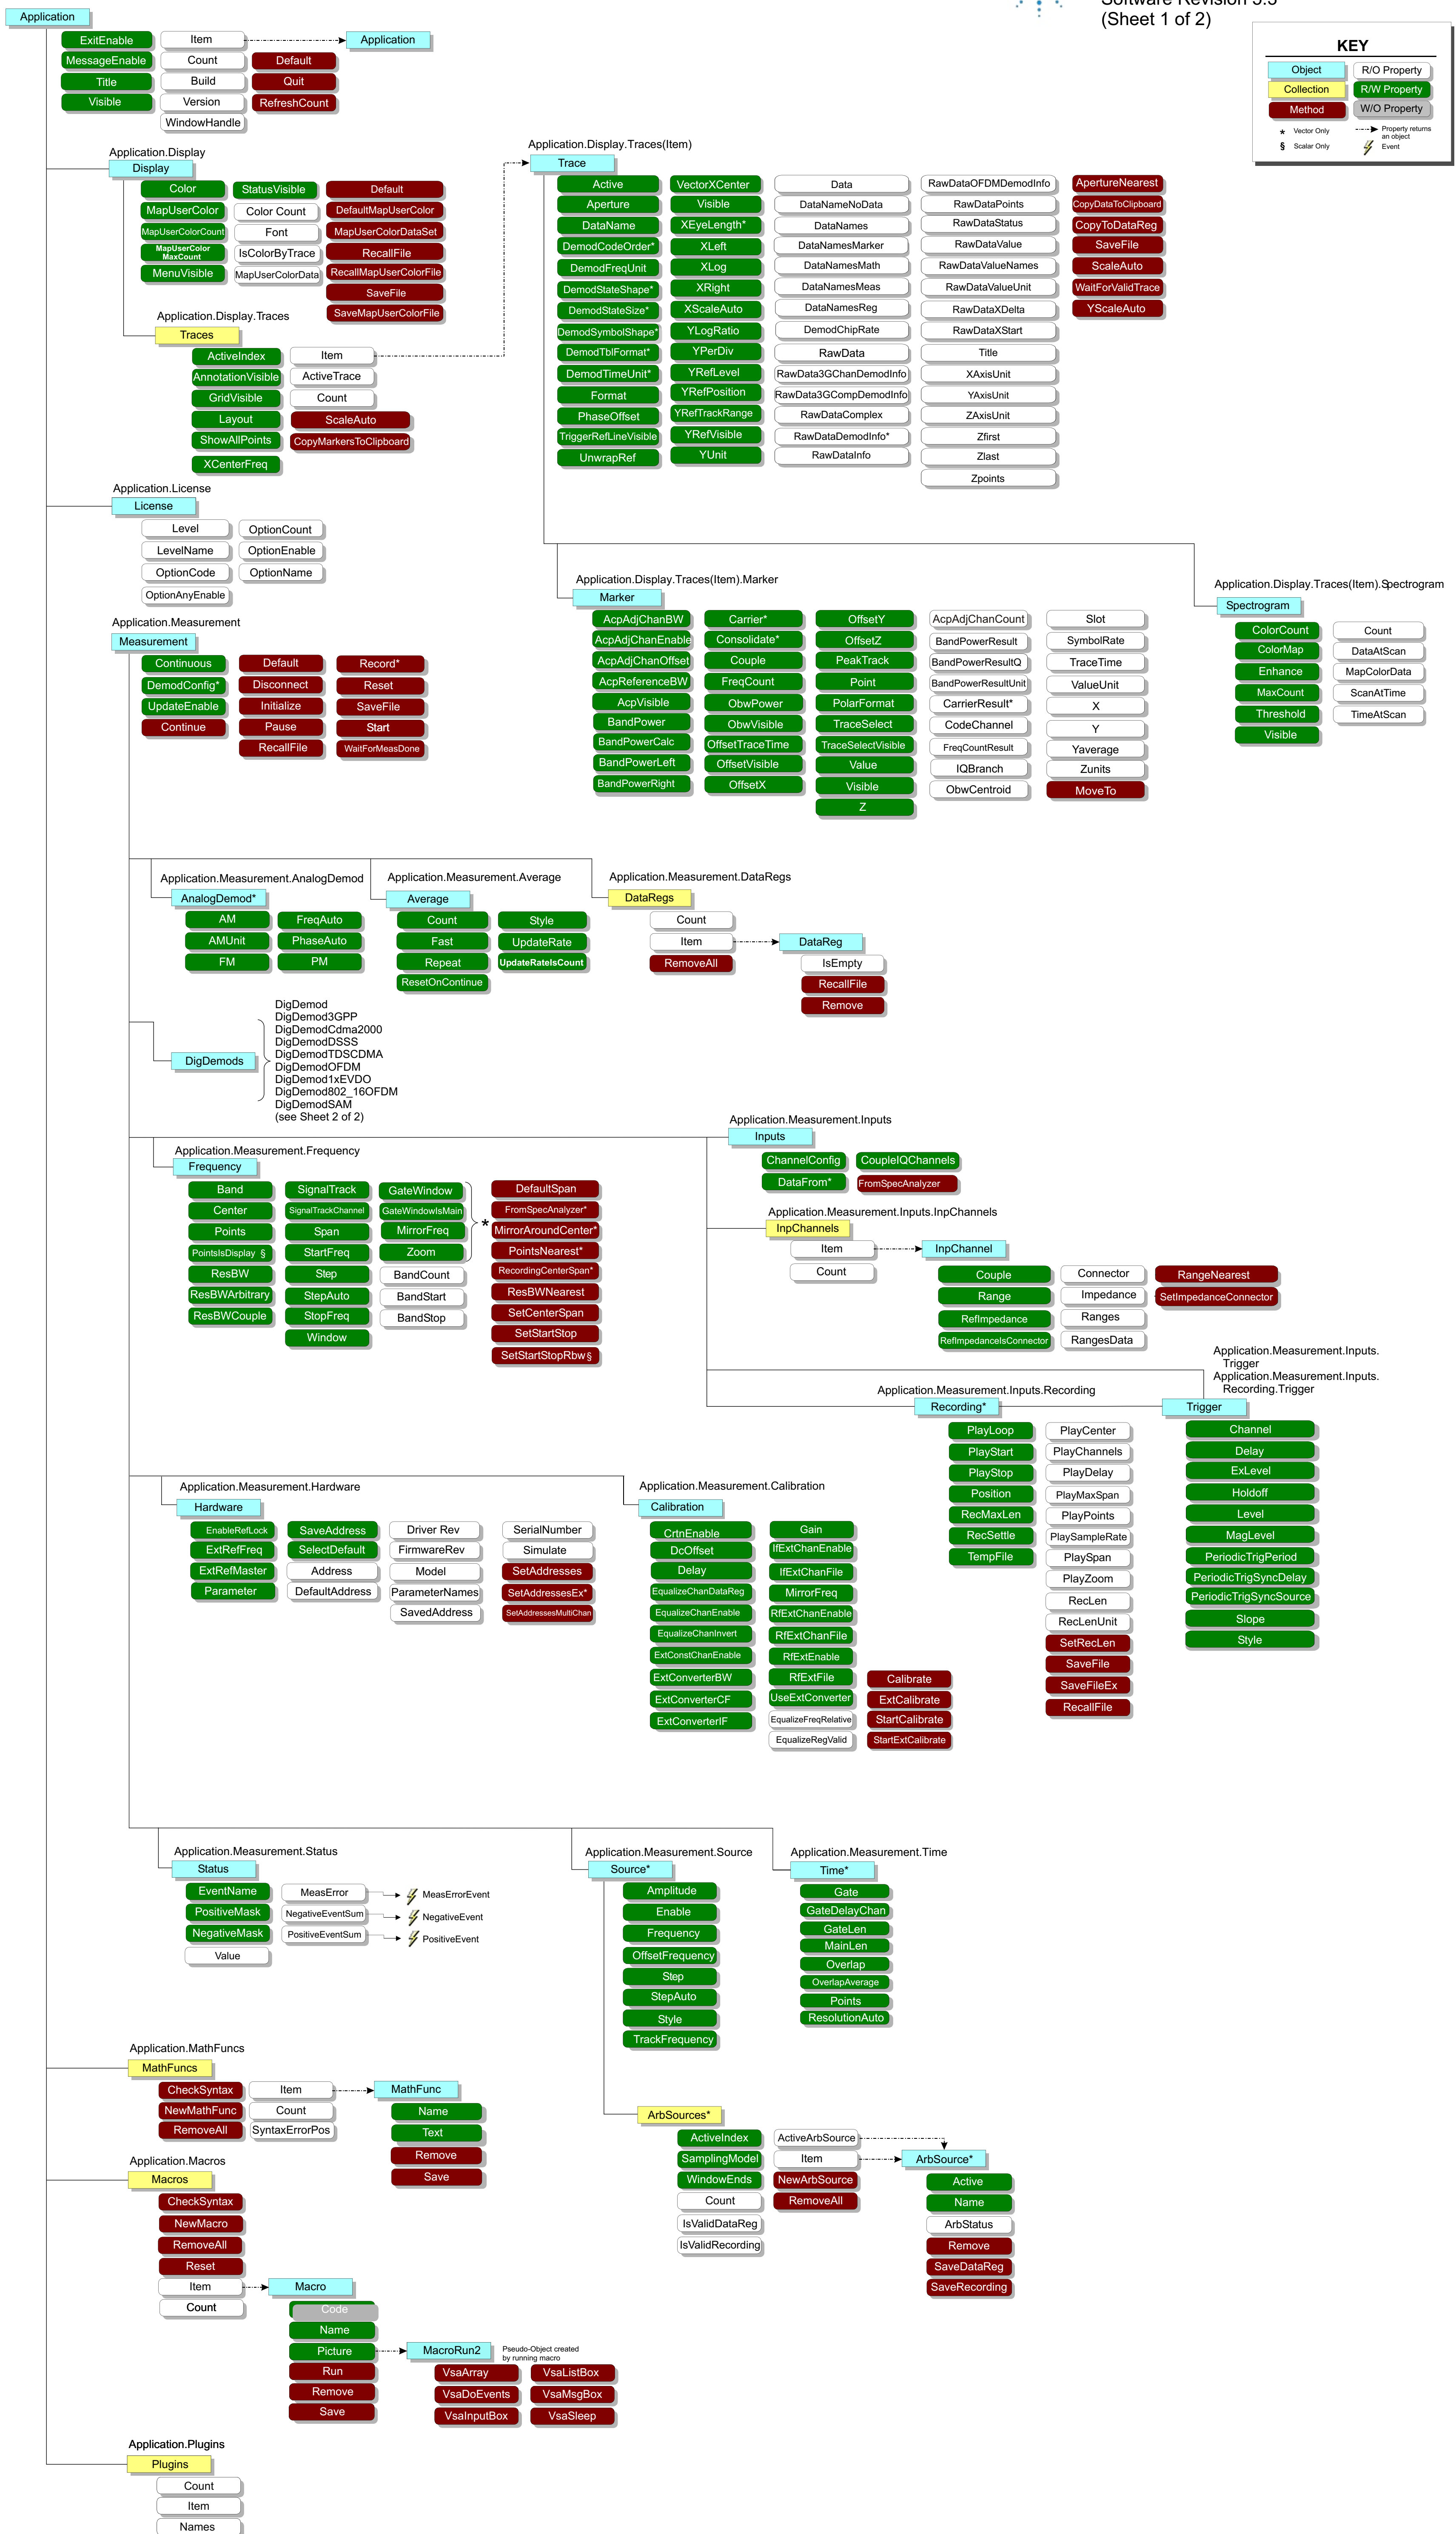 Software Revision 5.5
(Sheet 1 of 2)
KEY
Object
R/O Property
Collection
R/W Property
Method
W/O Property
* Vector Only
Property returns
an object
§ Scalar Only
Event
Application
ExitEnable
MessageEnable
Title
Visible
Item
Count
Build
Version
WindowHandle
Application
Default
Quit
RefreshCount
Application.Display
Display
Color
MapUserColor
MapUserColorCount
MapUserColor
MaxCount
MenuVisible
StatusVisible
Color Count
Font
IsColorByTrace
MapUserColorData
Default
DefaultMapUserColor
MapUserColorDataSet
RecallFile
RecallMapUserColorFile
SaveFile
SaveMapUserColorFile
Application.Display.Traces
Traces
ActiveIndex
AnnotationVisible
GridVisible
Layout
ShowAllPoints
XCenterFreq
Item
ActiveTrace
Count
ScaleAuto
CopyMarkersToClipboard
Application.Display.Traces(Item)
Trace
Active
Aperture
DataName
DemodCodeOrder*
DemodFreqUnit
DemodStateShape*
DemodStateSize*
DemodSymbolShape*
DemodTblFormat*
DemodTimeUnit*
Format
PhaseOffset
TriggerRefLineVisible
UnwrapRef
VectorXCenter
Visible
XEyeLength*
XLeft
XLog
XRight
XScaleAuto
YLogRatio
YPerDiv
YRefLevel
YRefPosition
YRefTrackRange
YRefVisible
YUnit
Data
DataNameNoData
DataNames
DataNamesMarker
DataNamesMath
DataNamesMeas
DataNamesReg
DemodChipRate
RawData
RawData3GChanDemodInfo
RawData3GCompDemodInfo
RawDataComplex
RawDataDemodInfo*
RawDataInfo
RawDataOFDMDemodInfo
RawDataPoints
RawDataStatus
RawDataValue
RawDataValueNames
RawDataValueUnit
RawDataXDelta
RawDataXStart
Title
XAxisUnit
YAxisUnit
ZAxisUnit
Zfirst
Zlast
Zpoints
ApertureNearest
CopyDataToClipboard
CopyToDataReg
SaveFile
ScaleAuto
WaitForValidTrace
YScaleAuto
Application.License
License
Level
LevelName
OptionCode
OptionAnyEnable
OptionCount
OptionEnable
OptionName
Application.Display.Traces(Item).Marker
Marker
AcpAdjChanBW
AcpAdjChanEnable
AcpAdjChanOffset
AcpReferenceBW
AcpVisible
BandPower
BandPowerCalc
BandPowerLeft
BandPowerRight
Carrier*
Consolidate*
Couple
FreqCount
ObwPower
ObwVisible
OffsetTraceTime
OffsetVisible
OffsetX
OffsetY
OffsetZ
PeakTrack
Point
PolarFormat
TraceSelect
TraceSelectVisible
Value
Visible
Z
AcpAdjChanCount
BandPowerResult
BandPowerResultQ
BandPowerResultUnit
CarrierResult*
CodeChannel
FreqCountResult
IQBranch
ObwCentroid
Slot
SymbolRate
TraceTime
ValueUnit
X
Y
Yaverage
Zunits
MoveTo
Application.Display.Traces(Item).Spectrogram
Spectrogram
ColorCount
ColorMap
Enhance
MaxCount
Threshold
Visible
Count
DataAtScan
MapColorData
ScanAtTime
TimeAtScan
Application.Measurement
Measurement
Continuous
DemodConfig*
UpdateEnable
Continue
Default
Disconnect
Initialize
Pause
RecallFile
Record*
Reset
SaveFile
Start
WaitForMeasDone
Application.Measurement.AnalogDemod
AnalogDemod*
AM
AMUnit
FM
FreqAuto
PhaseAuto
PM
Application.Measurement.Average
Average
Count
Fast
Repeat
ResetOnContinue
Style
UpdateRate
UpdateRateIsCount
Application.Measurement.DataRegs
DataRegs
Count
Item
RemoveAll
DataReg
IsEmpty
RecallFile
Remove
DigDemods
DigDemod
DigDemod3GPP
DigDemodCdma2000
DigDemodDSSS
DigDemodTDSCDMA
DigDemodOFDM
DigDemod1xEVDO
DigDemod802_16OFDM
DigDemodSAM
(see Sheet 2 of 2)
Application.Measurement.Frequency
Frequency
Band
Center
Points
PointsIsDisplay §
ResBW
ResBWArbitrary
ResBWCouple
SignalTrack
SignalTrackChannel
Span
StartFreq
Step
StepAuto
StopFreq
Window
GateWindow
GateWindowIsMain
MirrorFreq
Zoom
*
BandCount
BandStart
BandStop
DefaultSpan
FromSpecAnalyzer*
MirrorAroundCenter*
PointsNearest*
RecordingCenterSpan*
ResBWNearest
SetCenterSpan
SetStartStop
SetStartStopRbw§
Application.Measurement.Inputs
Inputs
ChannelConfig
DataFrom*
CoupleIQChannels
FromSpecAnalyzer
Application.Measurement.Inputs.InpChannels
InpChannels
Item
Count
InpChannel
Couple
Range
RefImpedance
RefImpedanceIsConnector
Connector
Impedance
Ranges
RangesData
RangeNearest
SetImpedanceConnector
Application.Measurement.Inputs.
Trigger
Application.Measurement.Inputs.
Recording.Trigger
Application.Measurement.Inputs.Recording
Recording*
PlayLoop
PlayStart
PlayStop
Position
RecMaxLen
RecSettle
TempFile
PlayCenter
PlayChannels
PlayDelay
PlayMaxSpan
PlayPoints
PlaySampleRate
PlaySpan
PlayZoom
RecLen
RecLenUnit
SetRecLen
SaveFile
SaveFileEx
RecallFile
Trigger
Channel
Delay
ExLevel
Holdoff
Level
MagLevel
PeriodicTrigPeriod
PeriodicTrigSyncDelay
PeriodicTrigSyncSource
Slope
Style
Application.Measurement.Hardware
Hardware
EnableRefLock
ExtRefFreq
ExtRefMaster
Parameter
SaveAddress
SelectDefault
Address
DefaultAddress
Driver Rev
FirmwareRev
Model
ParameterNames
SavedAddress
SerialNumber
Simulate
SetAddresses
SetAddressesEx*
SetAddressesMultiChan
Application.Measurement.Calibration
Calibration
CrtnEnable
DcOffset
Delay
EqualizeChanDataReg
EqualizeChanEnable
EqualizeChanInvert
ExtConstChanEnable
ExtConverterBW
ExtConverterCF
ExtConverterIF
Gain
IfExtChanEnable
IfExtChanFile
MirrorFreq
RfExtChanEnable
RfExtChanFile
RfExtEnable
RfExtFile
UseExtConverter
EqualizeFreqRelative
EqualizeRegValid
Calibrate
ExtCalibrate
StartCalibrate
StartExtCalibrate
Application.Measurement.Status
Status
EventName
PositiveMask
NegativeMask
Value
MeasError
NegativeEventSum
PositiveEventSum
MeasErrorEvent
NegativeEvent
PositiveEvent
Application.Measurement.Source
Source*
Amplitude
Enable
Frequency
OffsetFrequency
Step
StepAuto
Style
TrackFrequency
Application.Measurement.Time
Time*
Gate
GateDelayChan
GateLen
MainLen
Overlap
OverlapAverage
Points
ResolutionAuto
ArbSources*
ActiveIndex
SamplingModel
WindowEnds
Count
IsValidDataReg
IsValidRecording
ActiveArbSource
Item
NewArbSource
RemoveAll
ArbSource*
Active
Name
ArbStatus
Remove
SaveDataReg
SaveRecording
Application.MathFuncs
MathFuncs
CheckSyntax
NewMathFunc
RemoveAll
Item
Count
SyntaxErrorPos
MathFunc
Name
Text
Remove
Save
Application.Macros
Macros
CheckSyntax
NewMacro
RemoveAll
Reset
Item
Count
Macro
Code
Name
Picture
Run
Remove
Save
MacroRun2
Pseudo-Object created
by running macro
VsaArray
VsaDoEvents
VsaInputBox
VsaListBox
VsaMsgBox
VsaSleep
Application.Plugins
Plugins
Count
Item
Names